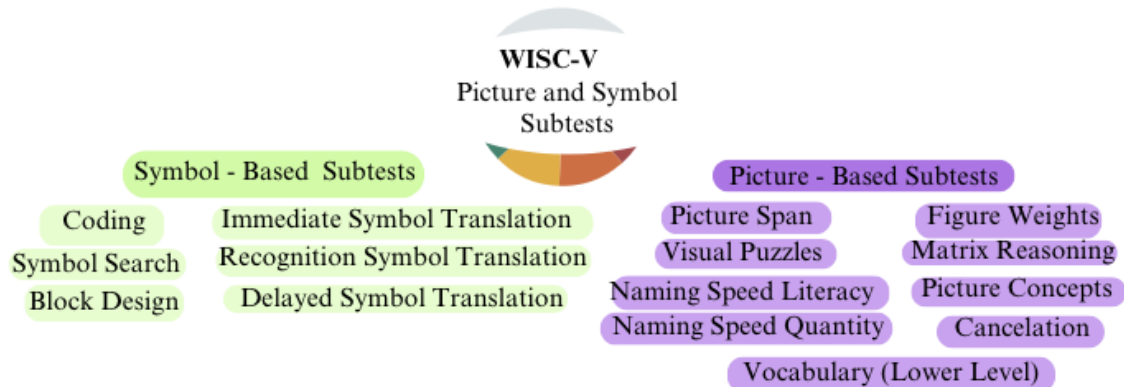 WISC-V
Picture and Symbol
Subtests
Symbol - Based  Subtests
Coding
Symbol Search
Block Design
Immediate Symbol Translation
Recognition Symbol Translation
Delayed Symbol Translation
Picture - Based Subtests
Picture Span
Visual Puzzles
Naming Speed Literacy
Naming Speed Quantity
Figure Weights
Matrix Reasoning
Picture Concepts
Cancelation
Vocabulary (Lower Level)